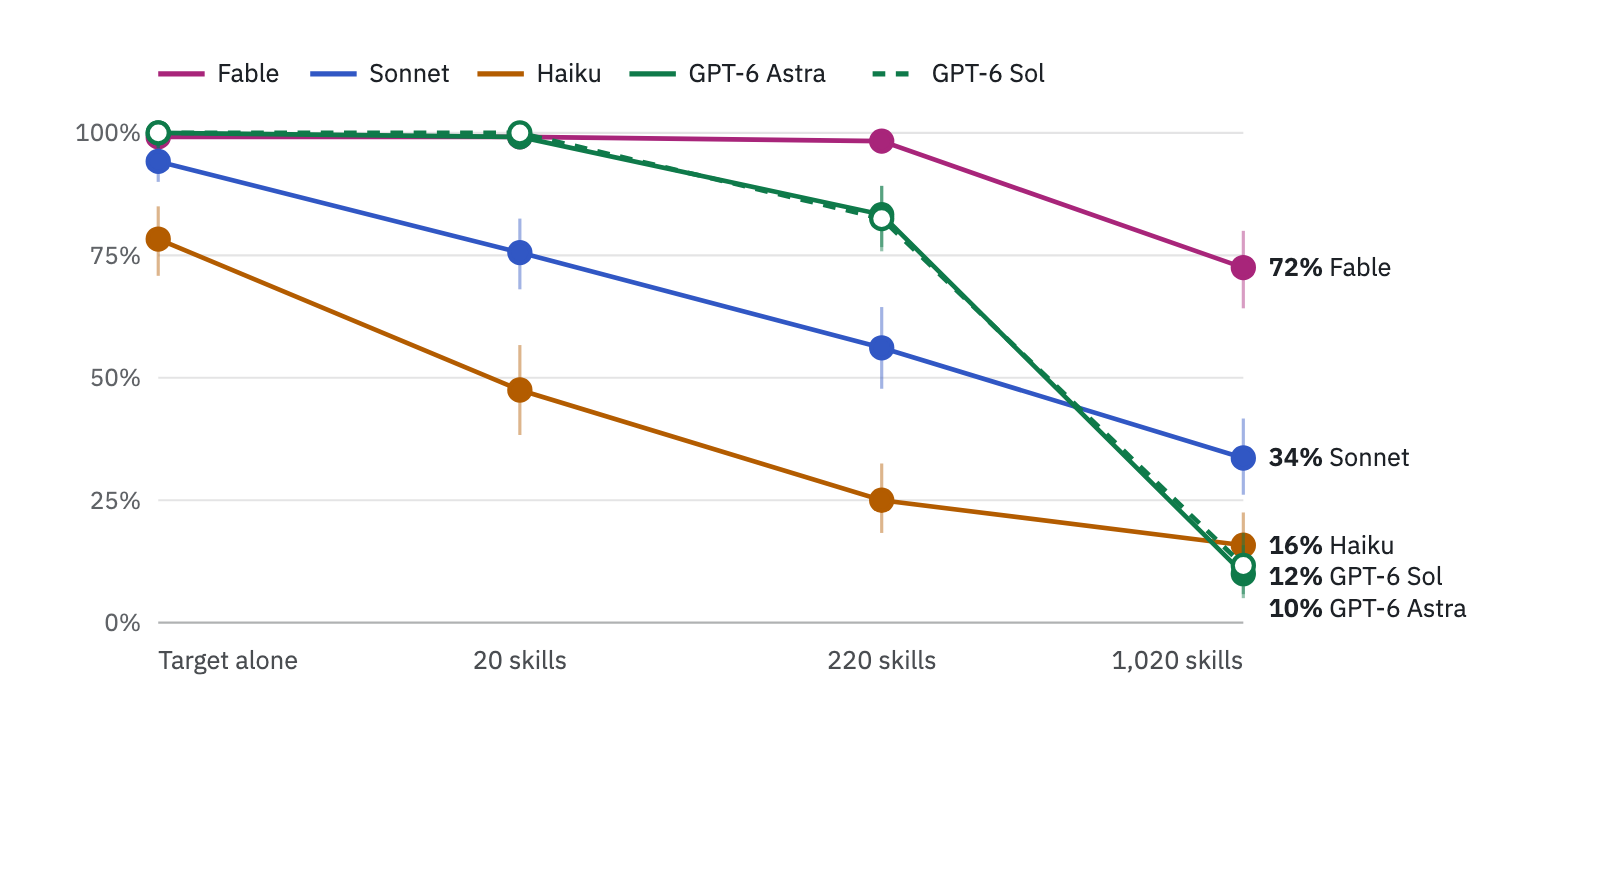 Fable Sonnet Haiku GPT-6 Astra GPT-6 Sol
100%
75%
50%
25%
0%
72% Fable
34% Sonnet
16% Haiku
12% GPT-6 Sol
10% GPT-6 Astra
Target alone 20 skills 220 skills 1,020 skills